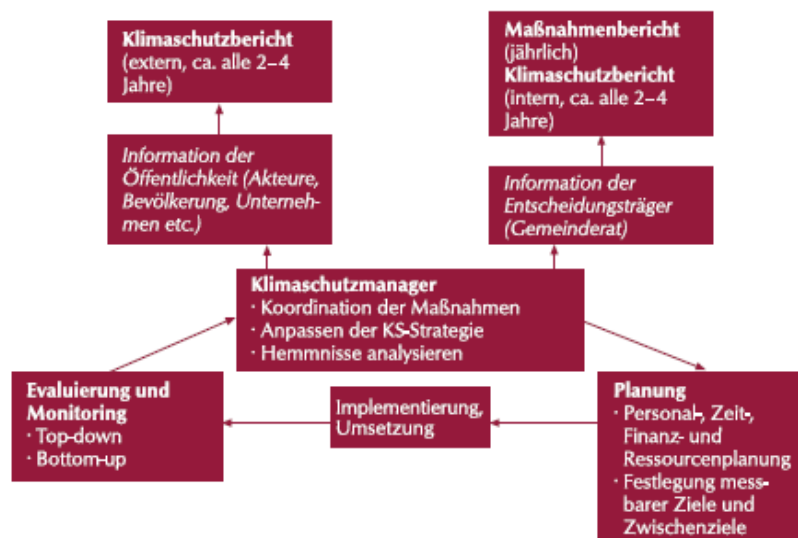 Klimaschutzbericht
(extern, ca. alle 2–4
Jahre)
Maßnahmenbericht
(jährlich)
Klimaschutzbericht
(intern, ca. alle 2–4
Jahre)
Information der
Öffentlichkeit (Akteure,
Bevölkerung, Unterneh-
men etc.)
Information der
Entscheidungsträger
(Gemeinderat)
Klimaschutzmanager
· Koordination der Maßnahmen
· Anpassen der KS-Strategie
· Hemmnisse analysieren
Evaluierung und
Monitoring
· Top-down
· Bottom-up
Implementierung,
Umsetzung
Planung
· Personal-, Zeit-,
Finanz- und
Ressourcenplanung
· Festlegung mess-
barer Ziele und
Zwischenziele